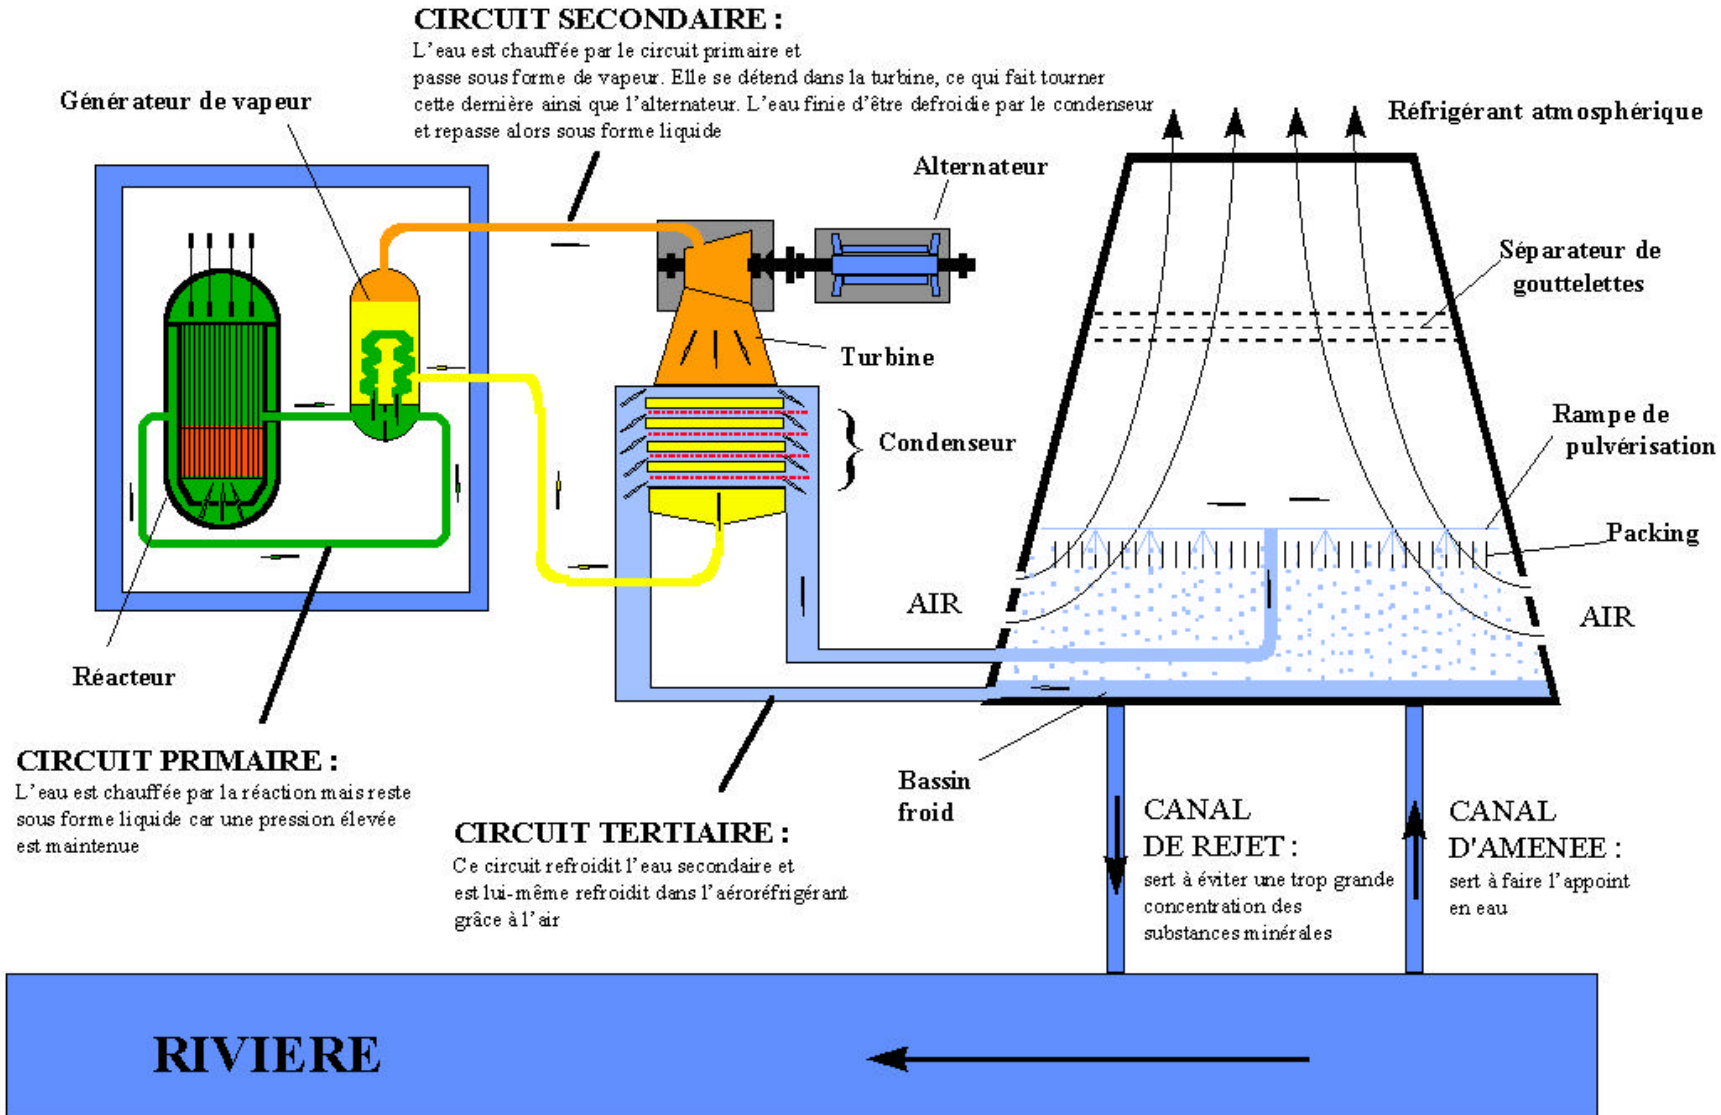 CIRCUIT SECONDAIRE :
L'eau est chauffée par le circuit primaire et
passe sous forme de vapeur. Elle se détend dans la turbine, ce qui fait tourner
cette dernière ainsi que l'alternateur. L'eau finie d'être defroidie par le condenseur
et repasse alors sous forme liquide
Générateur de vapeur
Réfrigérant atmosphérique
Alternateur
Séparateur de
gouttelettes
Turbine
Rampe de
pulvérisation
Condenseur
Packing
AIR
AIR
Réacteur
CIRCUIT PRIMAIRE :
L'eau est chauffée par la réaction mais reste
sous forme liquide car une pression élevée
est maintenue
CIRCUIT TERTIAIRE :
Ce circuit refroidit l'eau secondaire et
est lui-même refroidit dans l'aéroréfrigérant
grâce à l'air
Bassin
froid
CANAL
DE REJET :
sert à éviter une trop grande
concentration des
substances minérales
CANAL
D'AMENEE :
sert à faire l'appoint
en eau
RIVIERE